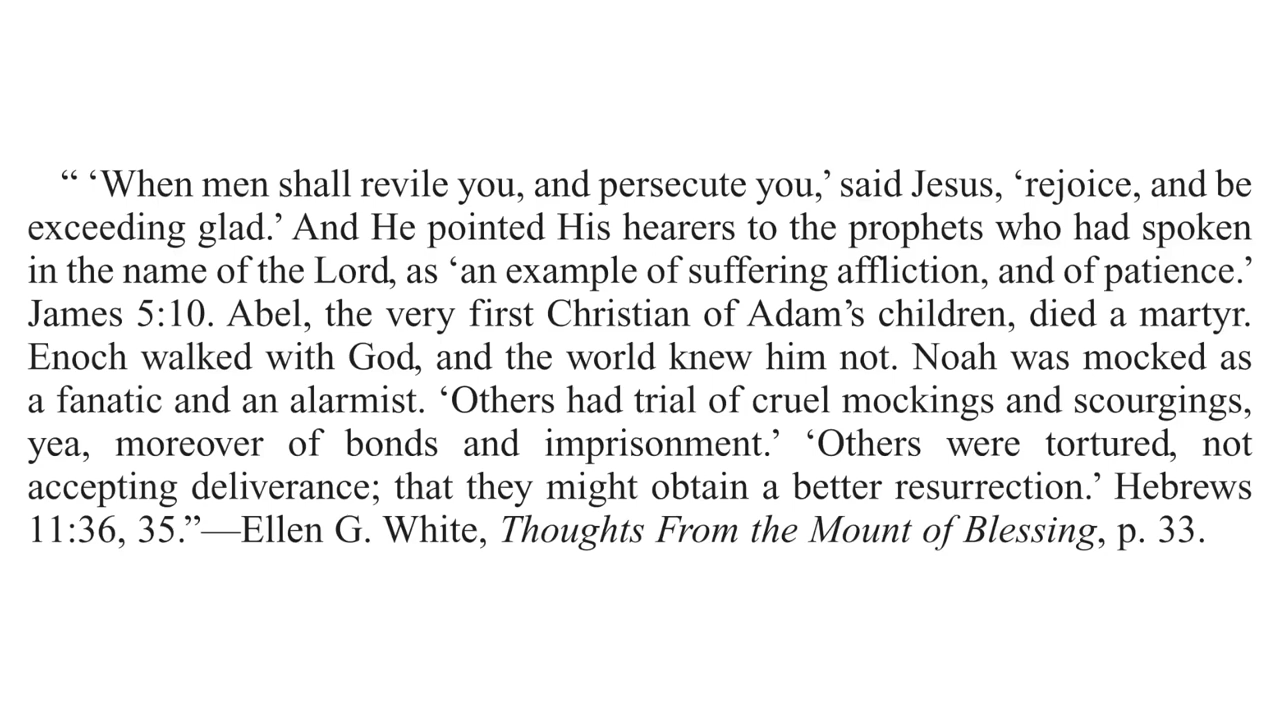 “ ‘When men shall revile you, and persecute you,’ said Jesus, ‘rejoice, and be
exceeding glad.’ And He pointed His hearers to the prophets who had spoken
in the name of the Lord, as ‘an example of suffering affliction, and of patience.’
James 5:10. Abel, the very first Christian of Adam’s children, died a martyr.
Enoch walked with God, and the world knew him not. Noah was mocked as
a fanatic and an alarmist. ‘Others had trial of cruel mockings and scourgings,
yea, moreover of bonds and imprisonment.’ ‘Others were tortured, not
accepting deliverance; that they might obtain a better resurrection.’ Hebrews
11:36, 35.”—Ellen G. White, Thoughts From the Mount of Blessing, p. 33.